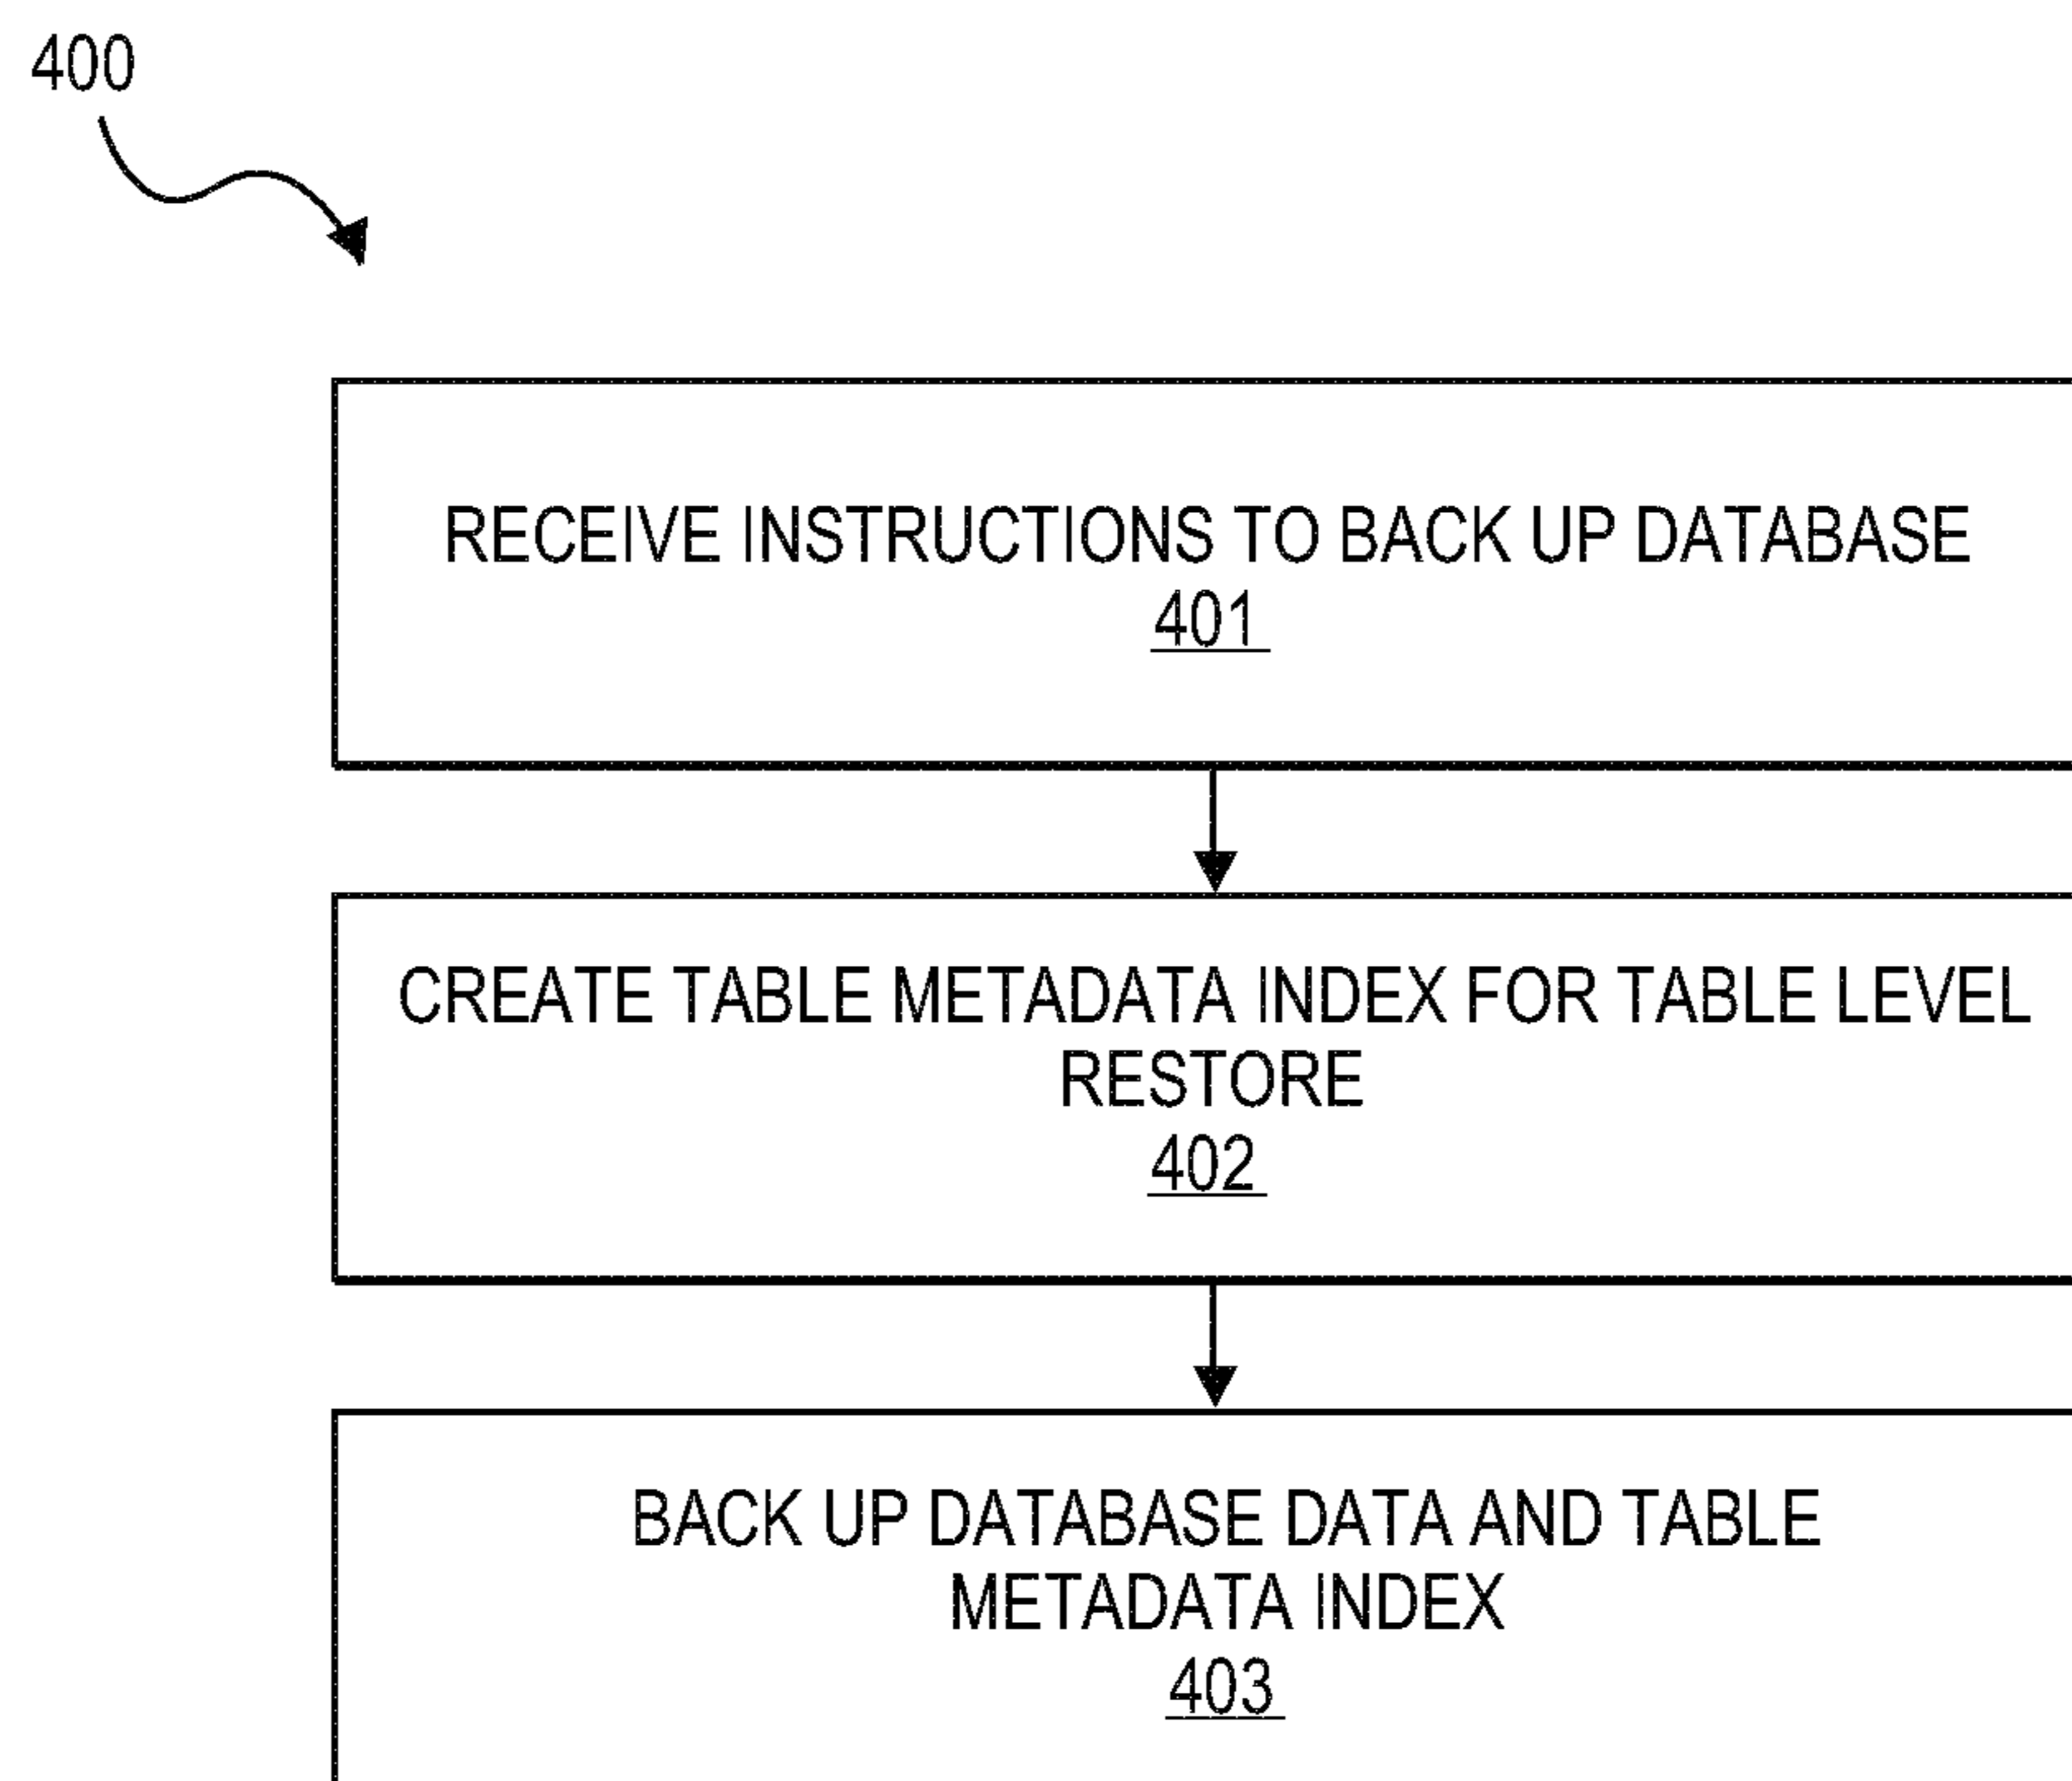 400
RECEIVE INSTRUCTIONS TO BACK UP DATABASE
401
CREATE TABLE METADATA INDEX FOR TABLE LEVEL
RESTORE
402
BACK UP DATABASE DATA AND TABLE
METADATA INDEX
403